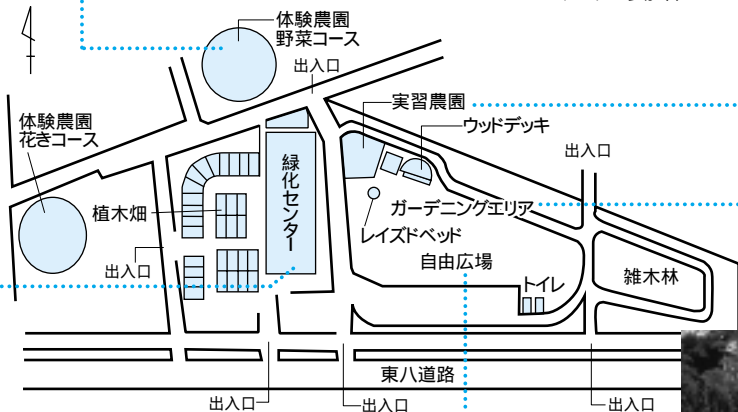 体験農園
野菜コース
出入口
体験農園
花きコース
実習農園
ウッドデッキ
出入口
緑化センター
植木畑
ガーデニングエリア
レイズドベッド
出入口
自由広場
トイレ
雑木林
東八道路
出入口
出入口
出入口